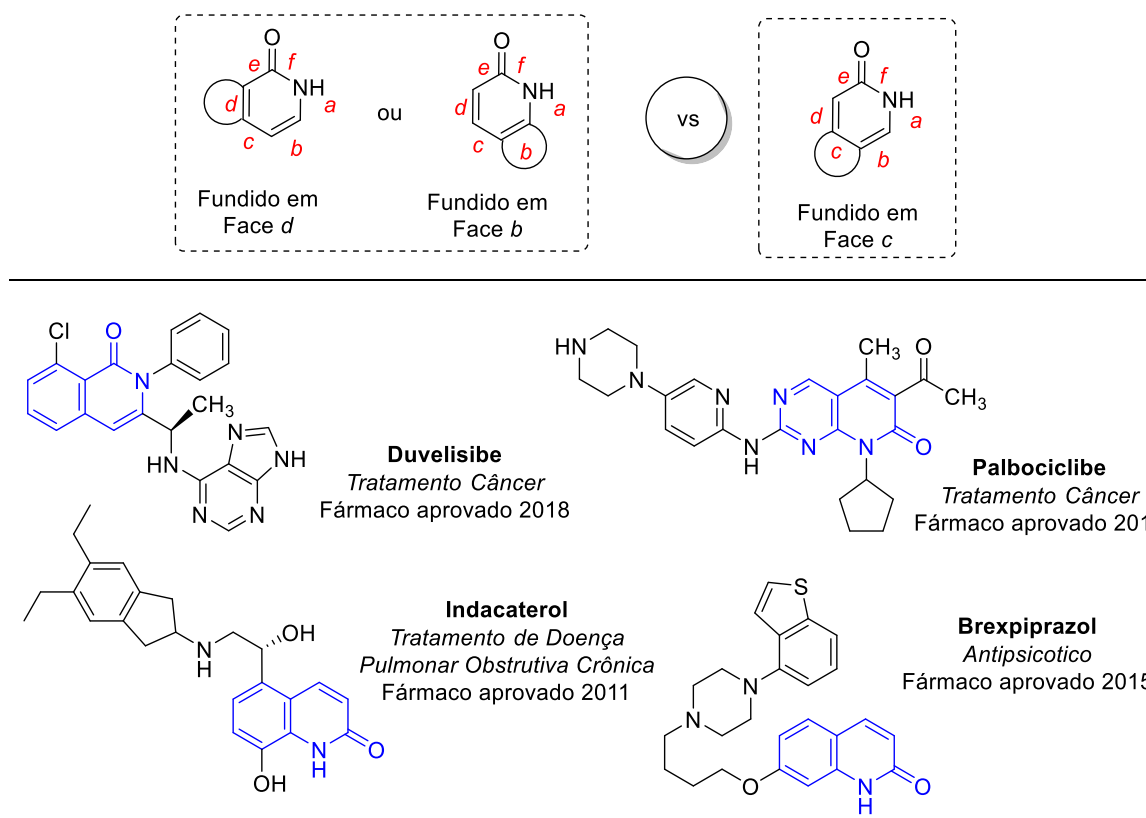 O
e
f
NH
d
a
c
b
Fundido em
Face d
ou
O
e
f
NH
d
a
c
b
Fundido em
Face b
vs
O
e
f
NH
d
a
c
b
Fundido em
Face c
Cl
O
N
CH3
HN
N
NH
N
N
Duvelisibe
Tratamento Câncer
Fármaco aprovado 2018
HN
N
N
N
H
N
N
N
CH3
O
CH3
O
Palbociclibe
Tratamento Câncer
Fármaco aprovado 201
N
H
OH
N
H
O
OH
Indacaterol
Tratamento de Doença
Pulmonar Obstrutiva Crônica
Fármaco aprovado 2011
S
N
N
O
N
H
O
Brexpiprazol
Antipsicotico
Fármaco aprovado 2015